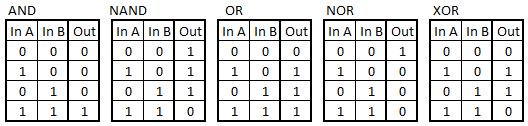 AND NAND OR NOR XOR
In A In B Out In A In B Out In A In B Out In A In B Out In A In B Out
0 0 0 0 0 1 0 0 0 0 0 1 0 0 0
1 0 0 1 0 1 1 0 1 1 0 0 1 0 1
0 1 0 0 1 1 0 1 1 0 1 0 0 1 1
1 1 1 1 1 0 1 1 1 1 1 0 1 1 0